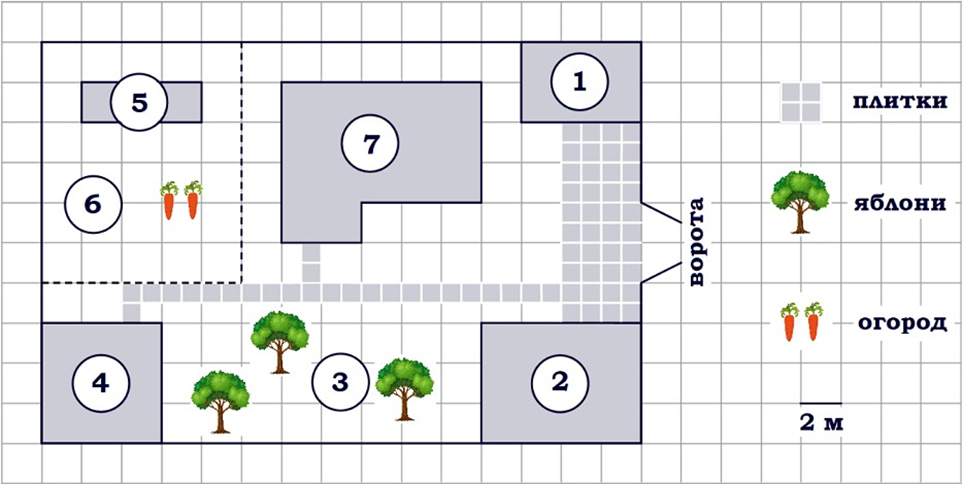 1
5
7
6
4
3
2
ворота
плитки
яблони
огород
2 м